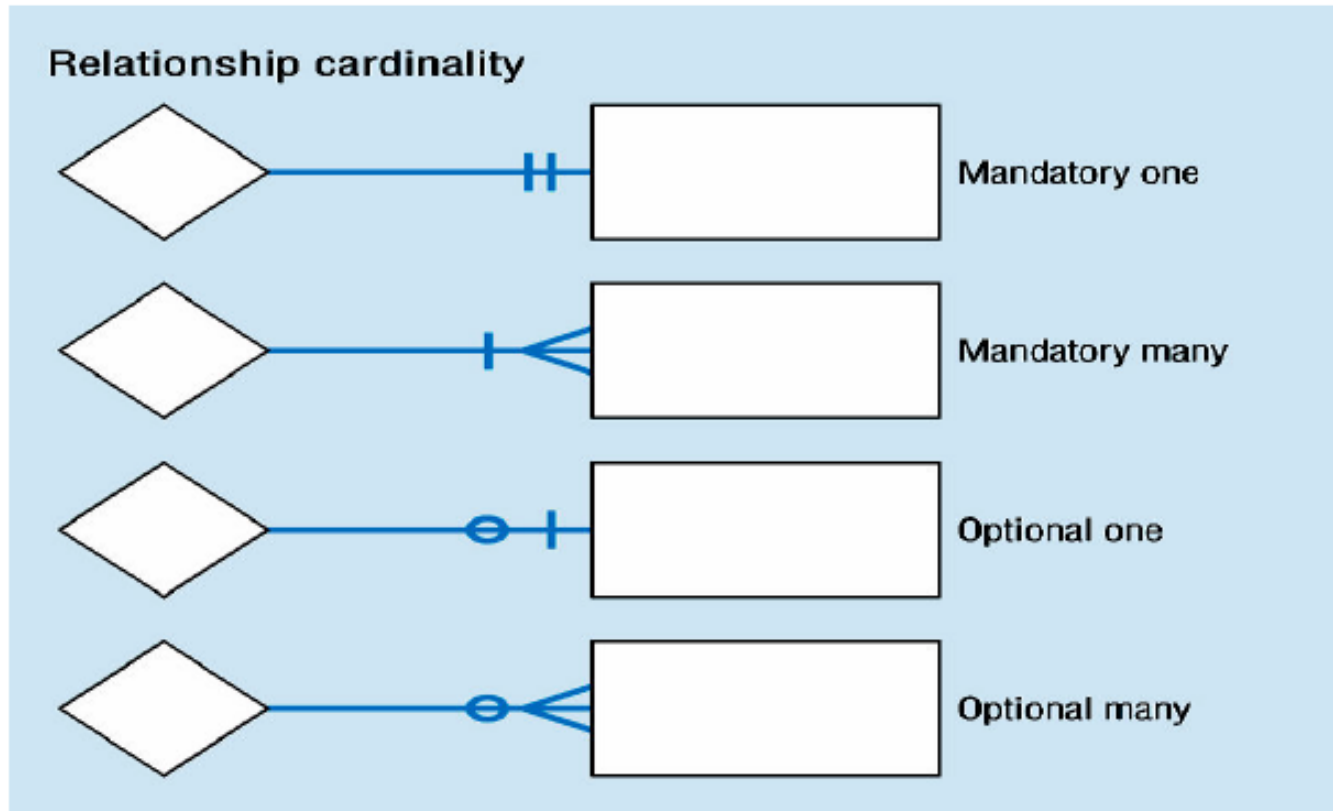 Relationship cardinality
Mandatory one
Mandatory many
Optional one
Optional many